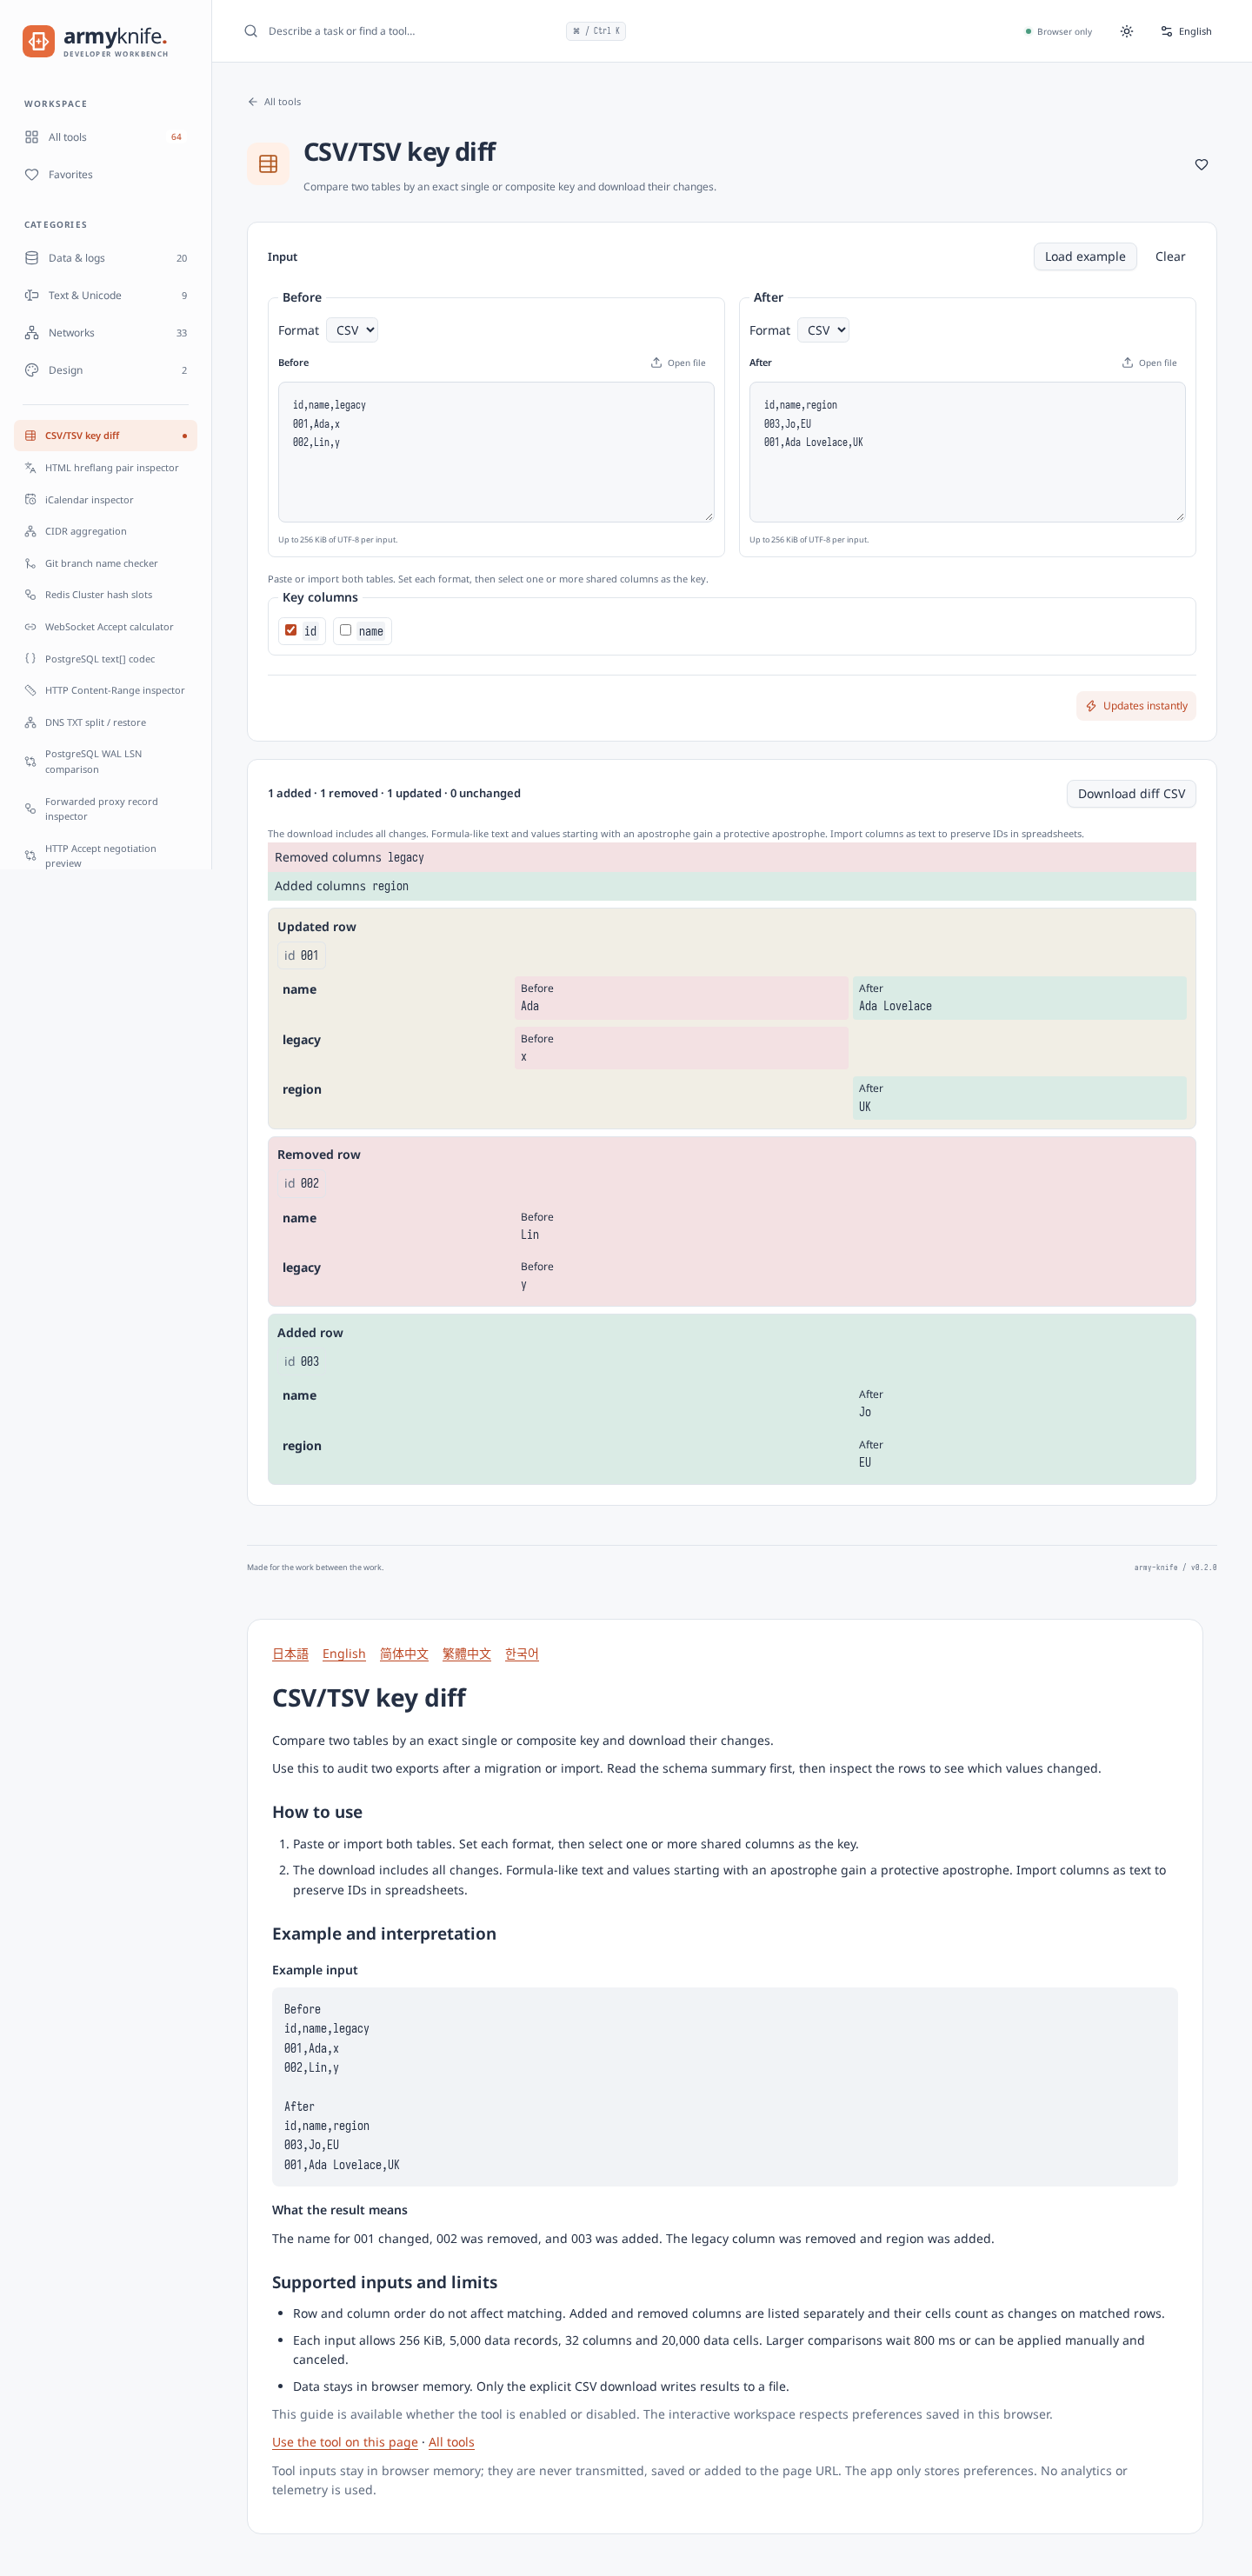 armyknife.
DEVELOPER WORKBENCH
Describe a task or find a tool...
⌘ / Ctrl K
Browser only
English
WORKSPACE
All tools 64
Favorites
CATEGORIES
Data & logs 20
Text & Unicode 9
Networks 33
Design 2
CSV/TSV key diff
HTML hreflang pair inspector
iCalendar inspector
CIDR aggregation
Git branch name checker
Redis Cluster hash slots
WebSocket Accept calculator
PostgreSQL text[] codec
HTTP Content-Range inspector
DNS TXT split / restore
PostgreSQL WAL LSN
comparison
Forwarded proxy record
inspector
HTTP Accept negotiation
preview
All tools
CSV/TSV key diff
Compare two tables by an exact single or composite key and download their changes.
Input
Load example
Clear
Before
Format CSV
Before
Open file
id,name,legacy
001,Ada,x
002,Lin,y
Up to 256 KiB of UTF-8 per input.
After
Format CSV
After
Open file
id,name,region
003,Jo,EU
001,Ada Lovelace,UK
Up to 256 KiB of UTF-8 per input.
Paste or import both tables. Set each format, then select one or more shared columns as the key.
Key columns
id
name
Updates instantly
1 added · 1 removed · 1 updated · 0 unchanged
Download diff CSV
The download includes all changes. Formula-like text and values starting with an apostrophe gain a protective apostrophe. Import columns as text to preserve IDs in spreadsheets.
Removed columns legacy
Added columns region
Updated row
id 001
name
Before
Ada
After
Ada Lovelace
legacy
Before
x
region
After
UK
Removed row
id 002
name
Before
Lin
legacy
Before
y
Added row
id 003
name
After
Jo
region
After
EU
Made for the work between the work.
army-knife / v0.2.0
日本語 English 简体中文 繁體中文 한국어
CSV/TSV key diff
Compare two tables by an exact single or composite key and download their changes.
Use this to audit two exports after a migration or import. Read the schema summary first, then inspect the rows to see which values changed.
How to use
1. Paste or import both tables. Set each format, then select one or more shared columns as the key.
2. The download includes all changes. Formula-like text and values starting with an apostrophe gain a protective apostrophe. Import columns as text to
preserve IDs in spreadsheets.
Example and interpretation
Example input
Before
id,name,legacy
001,Ada,x
002,Lin,y
After
id,name,region
003,Jo,EU
001,Ada Lovelace,UK
What the result means
The name for 001 changed, 002 was removed, and 003 was added. The legacy column was removed and region was added.
Supported inputs and limits
• Row and column order do not affect matching. Added and removed columns are listed separately and their cells count as changes on matched rows.
• Each input allows 256 KiB, 5,000 data records, 32 columns and 20,000 data cells. Larger comparisons wait 800 ms or can be applied manually and
canceled.
• Data stays in browser memory. Only the explicit CSV download writes results to a file.
This guide is available whether the tool is enabled or disabled. The interactive workspace respects preferences saved in this browser.
Use the tool on this page · All tools
Tool inputs stay in browser memory; they are never transmitted, saved or added to the page URL. The app only stores preferences. No analytics or
telemetry is used.